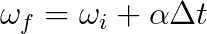 ω_f = ω_i + αΔt